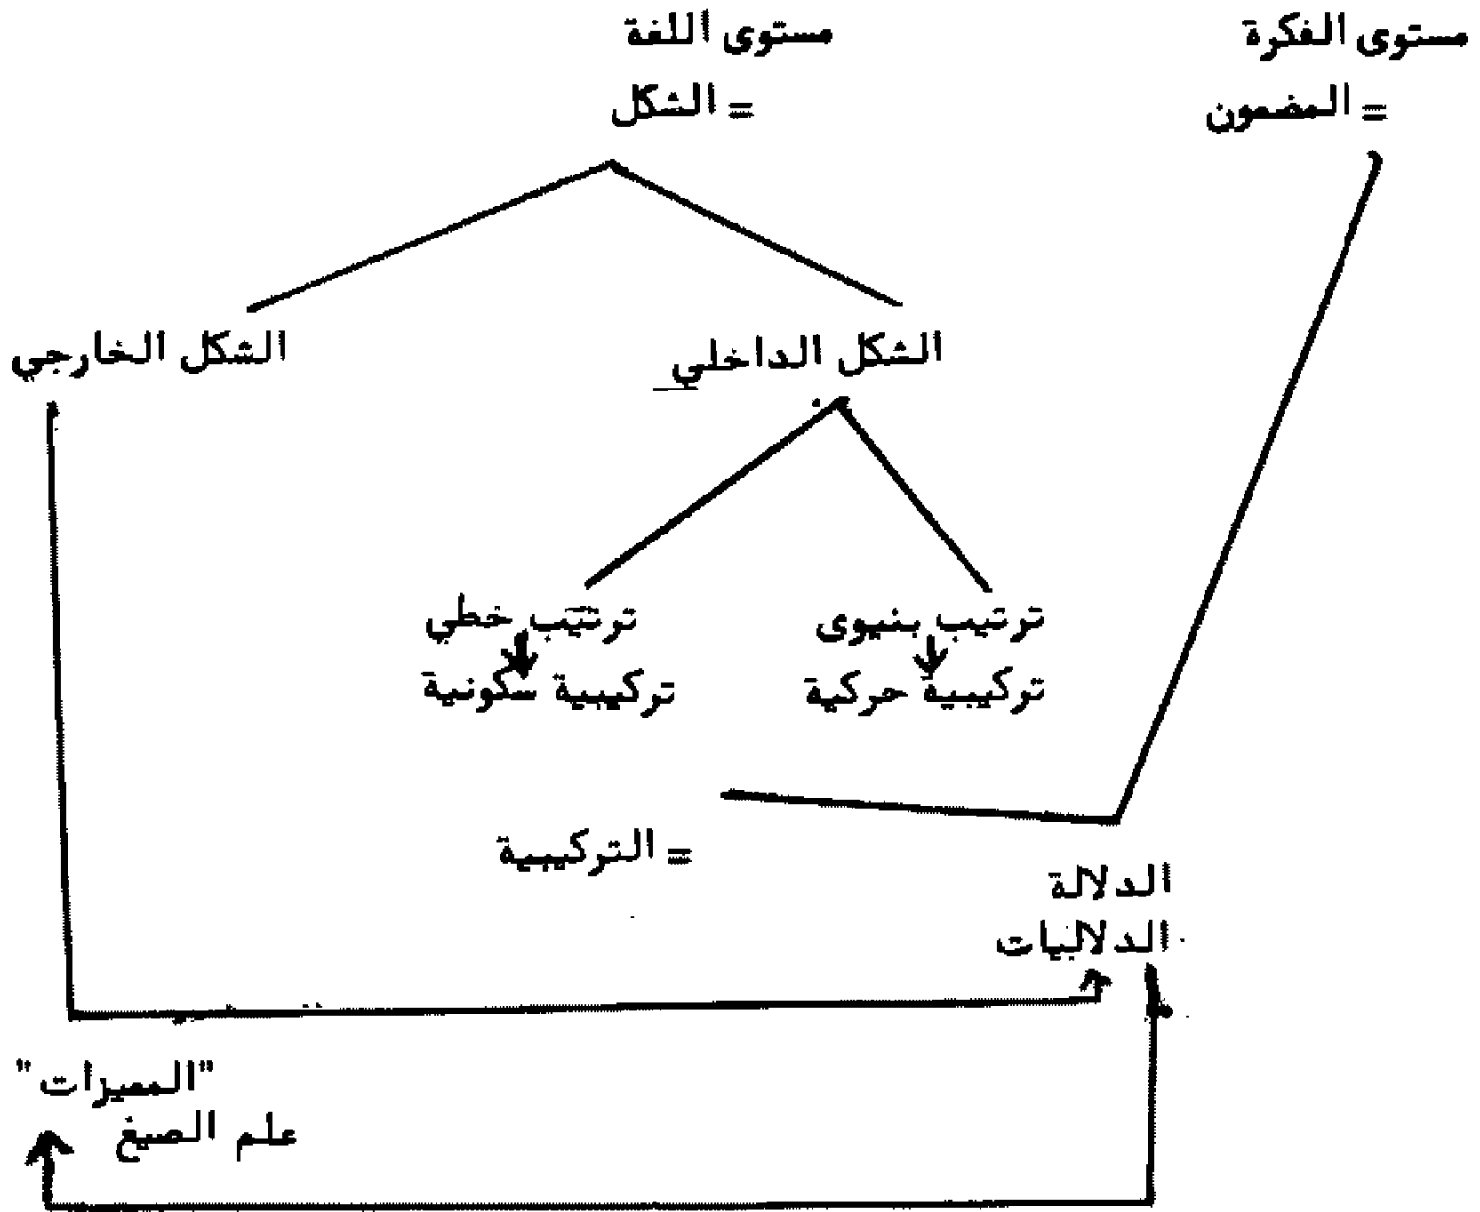 مستوى الفكرة
= المضمون
مستوى اللغة
= الشكل
الشكل الداخلي
الشكل الخارجي
ترتيب بنيوى
تركيبية حركية
ترتيب خطي
تركيبية سكونية
= التركيبية
الدلالة
الدلاليات
"المميزات"
علم الصيغ